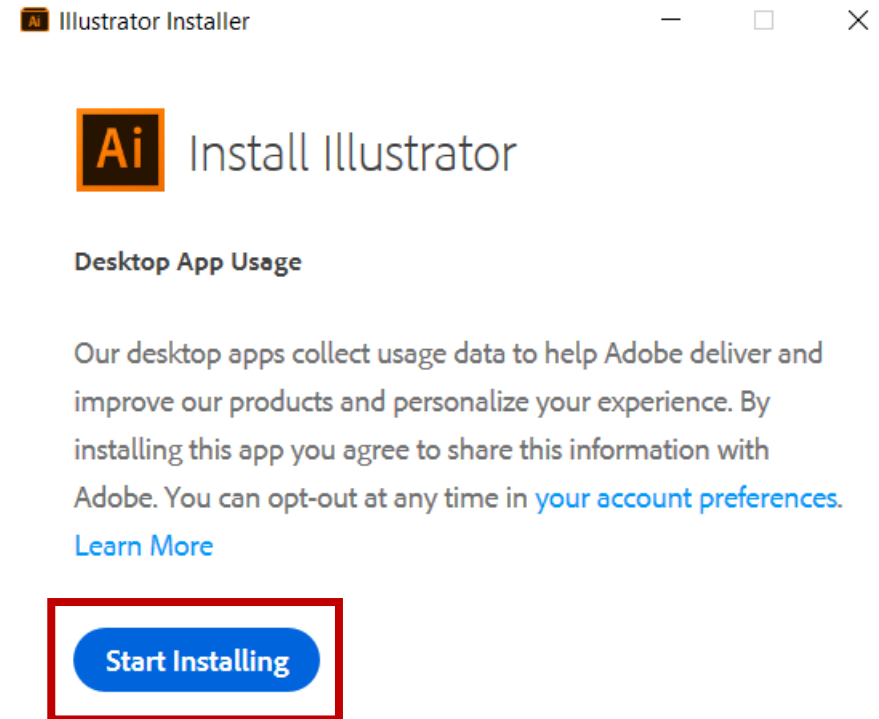 Ai Illustrator Installer
Ai Install Illustrator
Desktop App Usage
Our desktop apps collect usage data to help Adobe deliver and
improve our products and personalize your experience. By
installing this app you agree to share this information with
Adobe. You can opt-out at any time in your account preferences.
Learn More
Start Installing